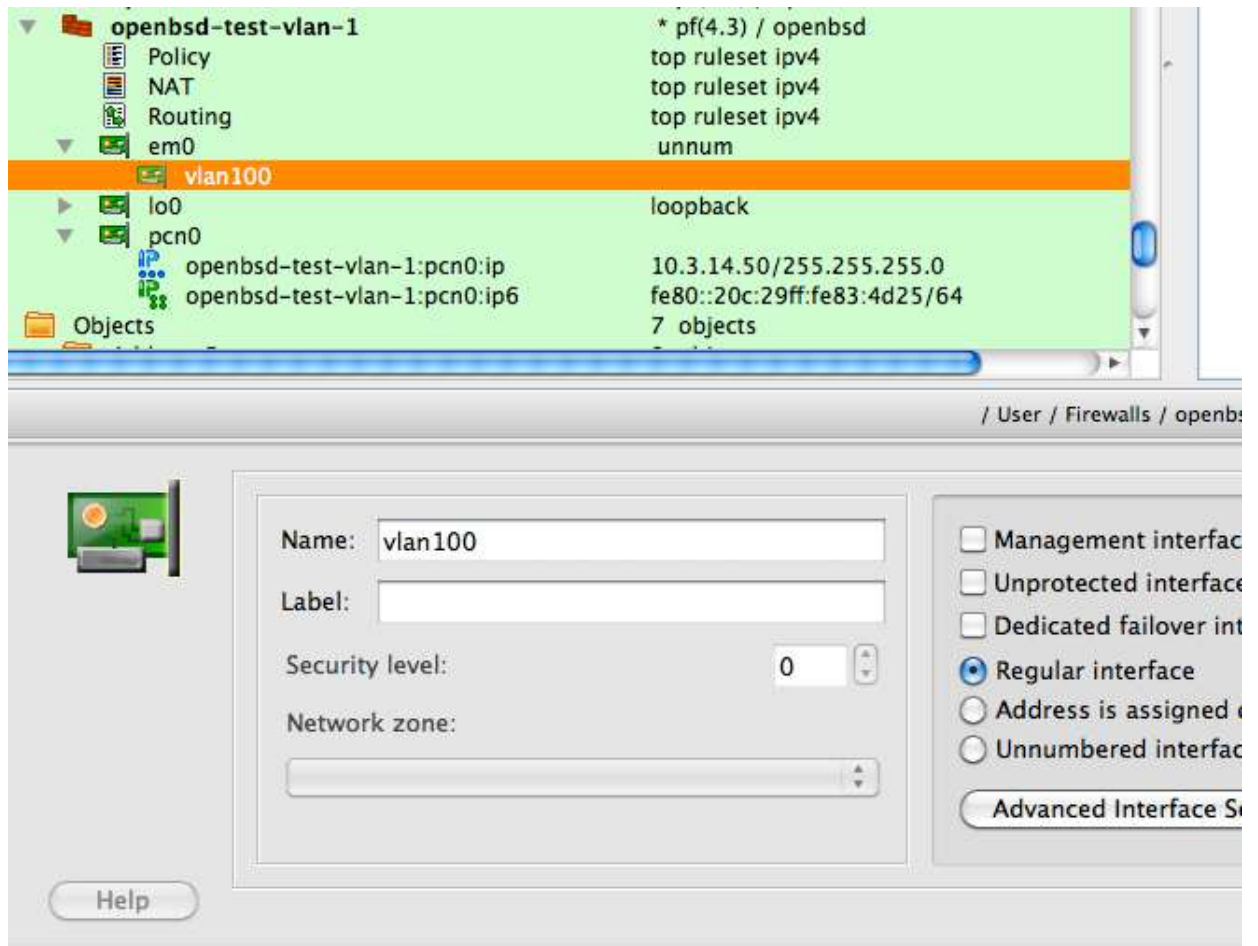 openbsd-test-vlan-1 * pf(4.3) / openbsd
Policy top ruleset ipv4
NAT top ruleset ipv4
Routing top ruleset ipv4
em0 unnum
vlan100
lo0 loopback
pcn0
openbsd-test-vlan-1:pcn0:ip 10.3.14.50/255.255.255.0
openbsd-test-vlan-1:pcn0:ip6 fe80::20c:29ff:fe83:4d25/64
Objects 7 objects
/ User / Firewalls / openbs
Name: vlan100
Label:
Security level: 0
Network zone:
Management interfac
Unprotected interface
Dedicated failover int
Regular interface
Address is assigned
Unnumbered interfac
Advanced Interface Se
Help